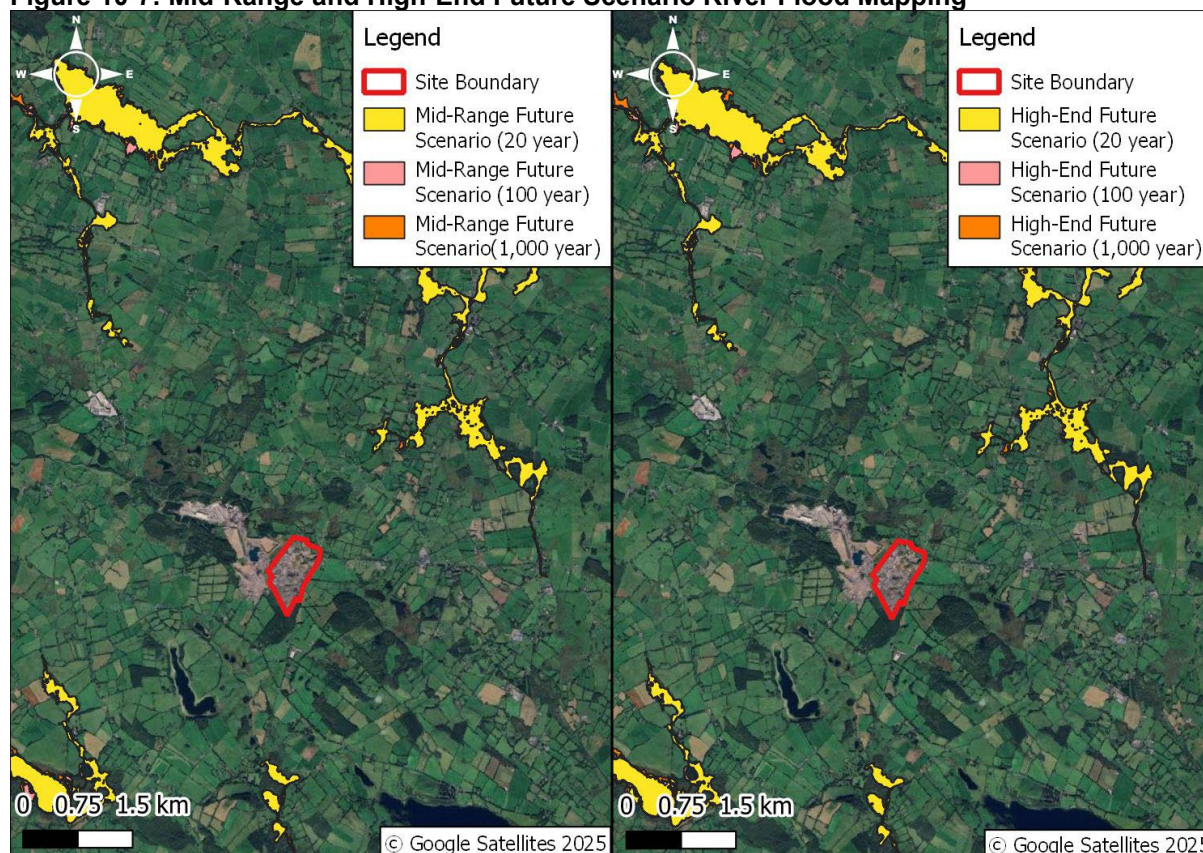 Figure 10-7: Mid-Range and High-End Future Scenario River Flood Mapping
N
W E
S
Legend
Site Boundary
Mid-Range Future
Scenario (20 year)
Mid-Range Future
Scenario (100 year)
Mid-Range Future
Scenario(1,000 year)
0 0.75 1.5 km
© Google Satellites 2025
N
W E
S
Legend
Site Boundary
High-End Future
Scenario (20 year)
High-End Future
Scenario (100 year)
High-End Future
Scenario (1,000 year)
0 0.75 1.5 km
© Google Satellites 202